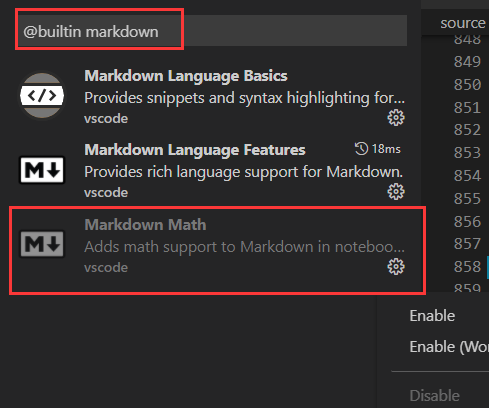 @builtin markdown
Markdown Language Basics
Provides snippets and syntax highlighting for...
vscode
Markdown Language Features 18ms
Provides rich language support for Markdown.
vscode
Markdown Math
Adds math support to Markdown in noteboo...
vscode
source
848
849
850
851
852
853
854
855
856
857
858
859
Enable
Enable (Wor
Disable